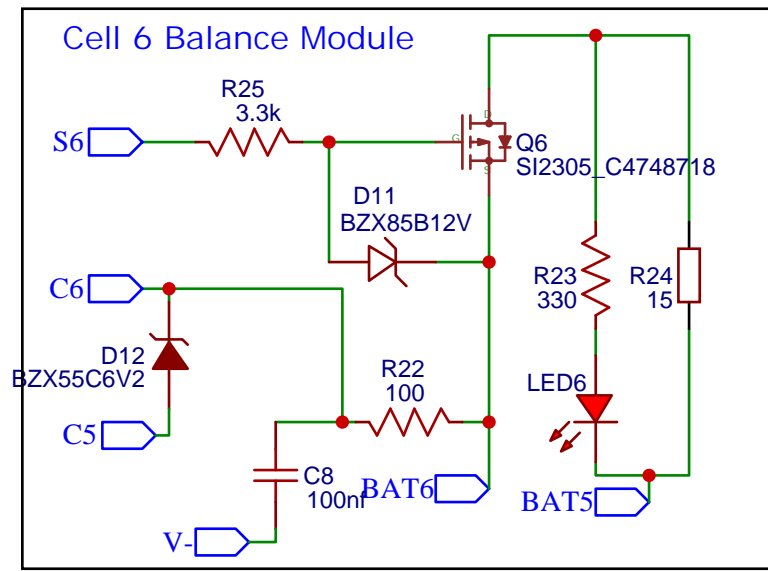 Cell 6 Balance Module
R25
3.3k
S6
D
G
S
Q6
SI2305_C4748718
D11
BZX85B12V
C6
D12
BZX55C6V2
C5
R22
100
R23
330
R24
15
LED6
C8
100nf
BAT6
BAT5
V-